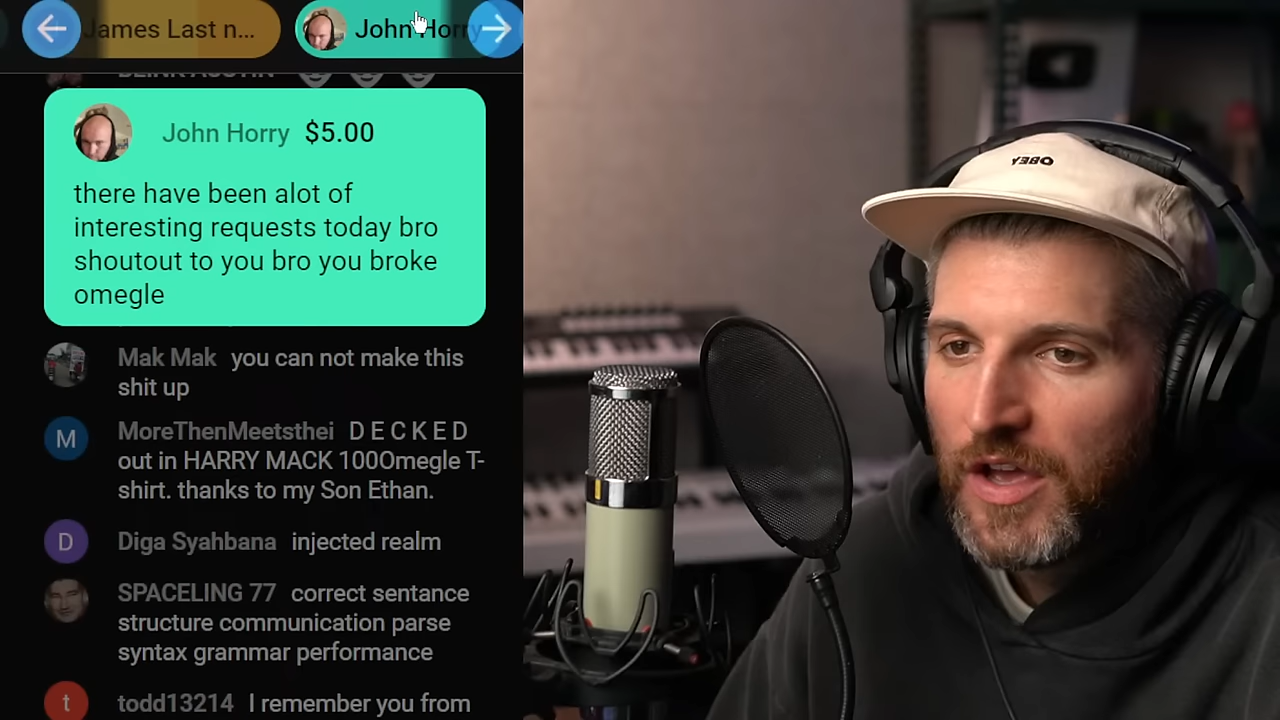 James Last n...
John Horry
BLINK AUSTIN
John Horry $5.00
there have been alot of
interesting requests today bro
shoutout to you bro you broke
omegle
Mak Mak you can not make this
shit up
M
MoreThenMeetsthei D E C K E D
out in HARRY MACK 100Omegle T-
shirt. thanks to my Son Ethan.
D
Diga Syahbana injected realm
SPACELING 77 correct sentance
structure communication parse
syntax grammar performance
t
todd13214 I remember you from
OBEY